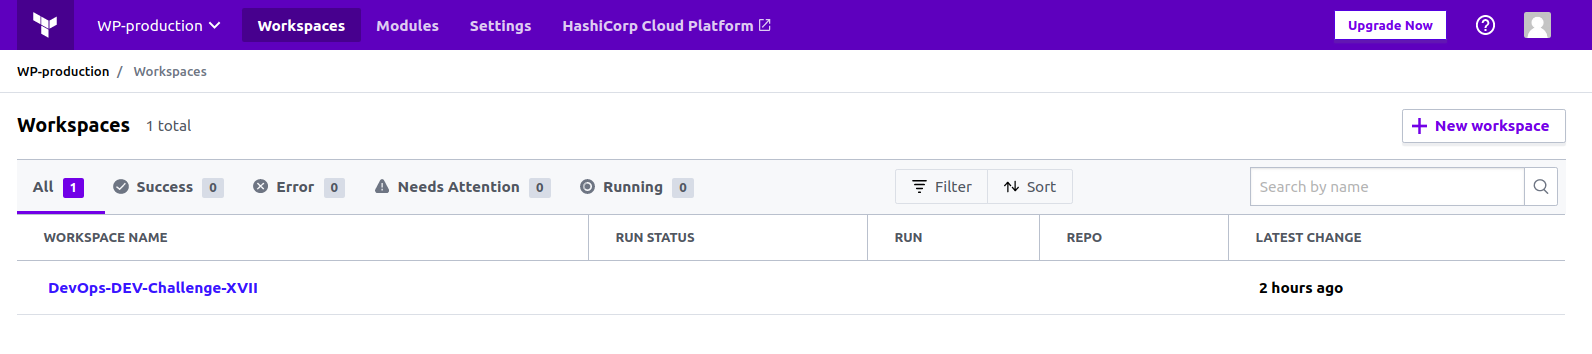 WP-production Workspaces Modules Settings HashiCorp Cloud Platform Upgrade Now
WP-production / Workspaces
Workspaces 1 total + New workspace
All 1 Success 0 Error 0 Needs Attention 0 Running 0 Filter Sort Search by name
WORKSPACE NAME RUN STATUS RUN REPO LATEST CHANGE
DevOps-DEV-Challenge-XVII 2 hours ago